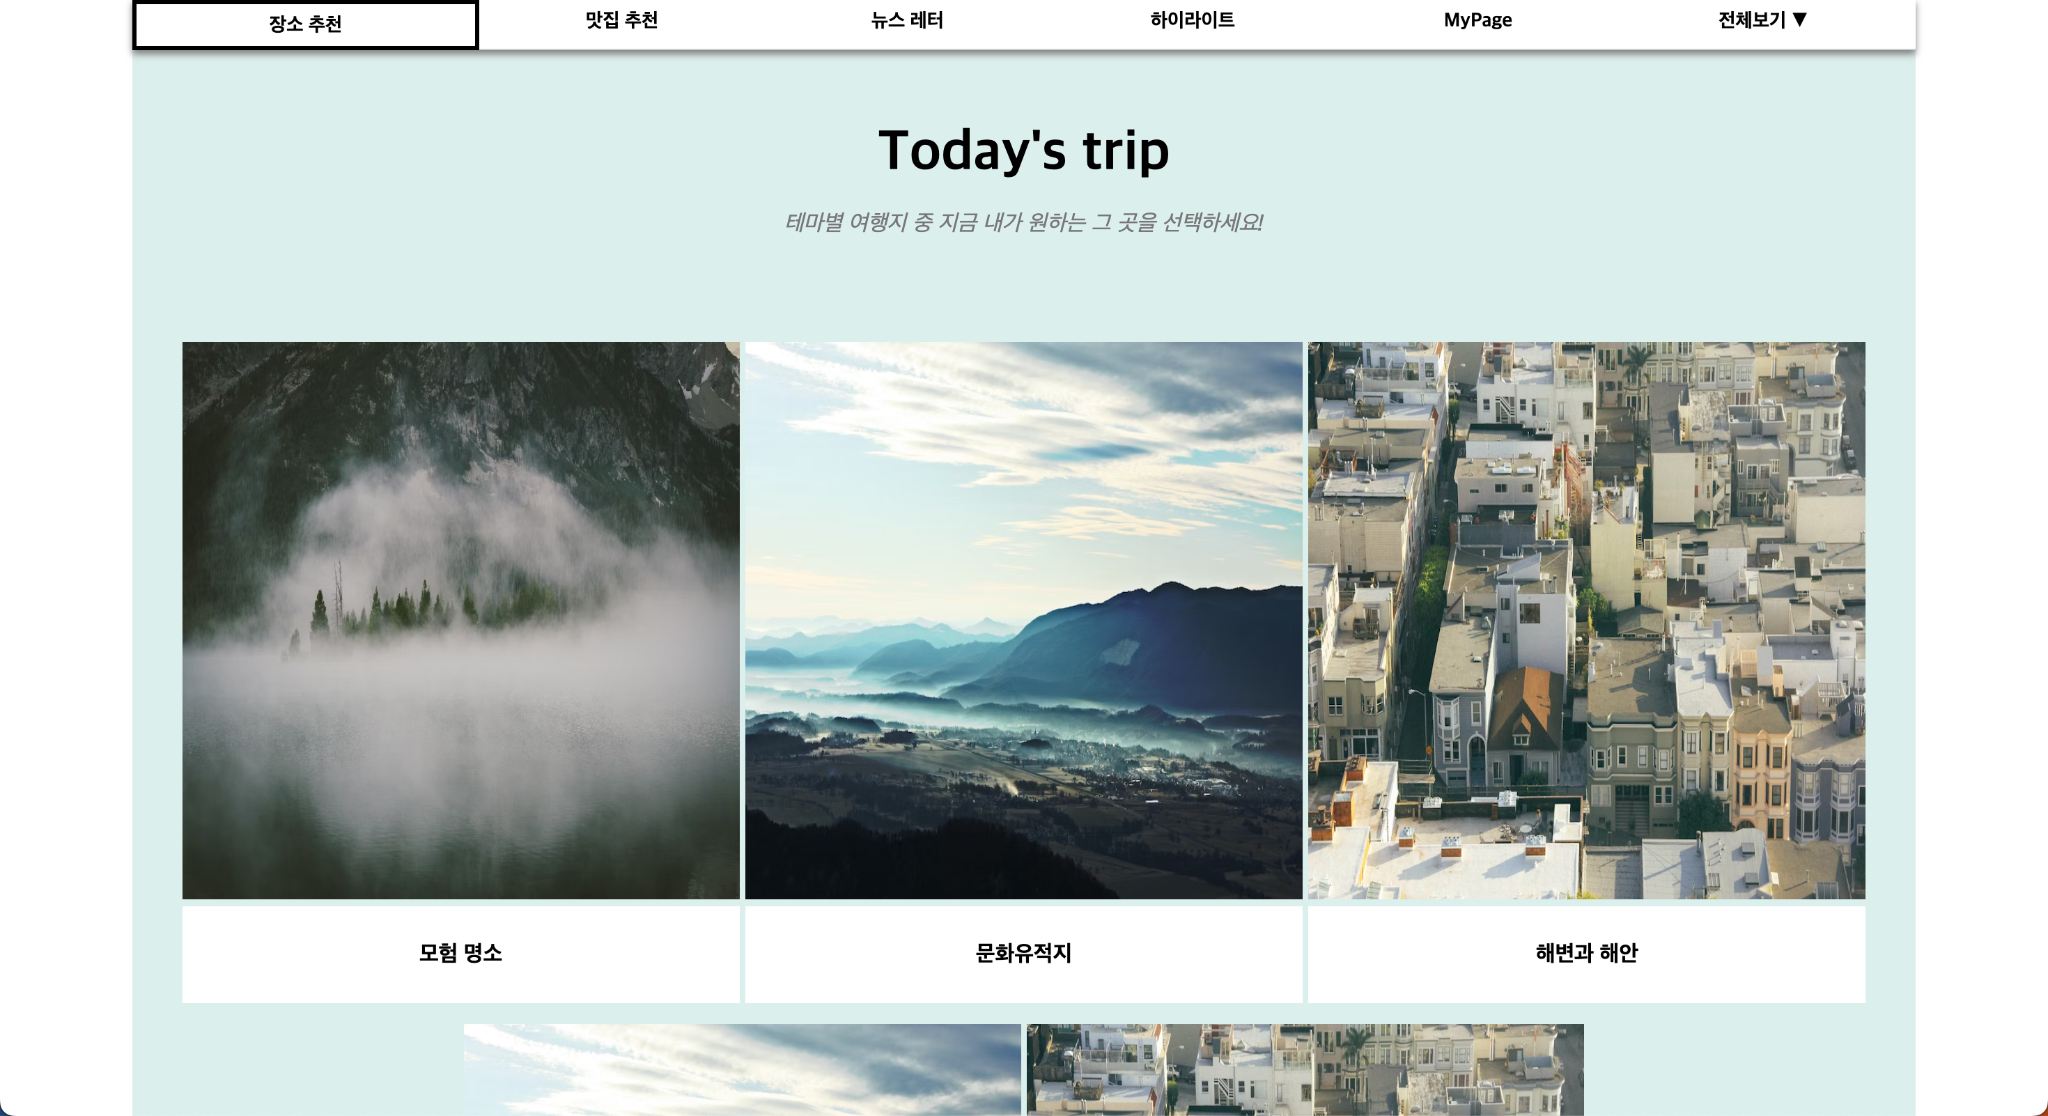 장소 추천
맛집 추천
뉴스 레터
하이라이트
MyPage
전체보기 ▼
Today's trip
테마별 여행지 중 지금 내가 원하는 그 곳을 선택하세요!
모험 명소
문화유적지
해변과 해안